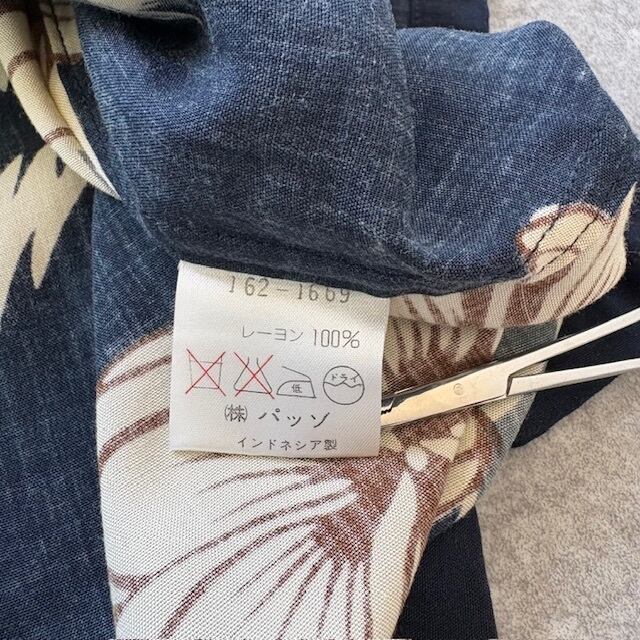 162-1669
レーヨン 100%
低 ドライ
㈱ パッゾ
インドネシア製